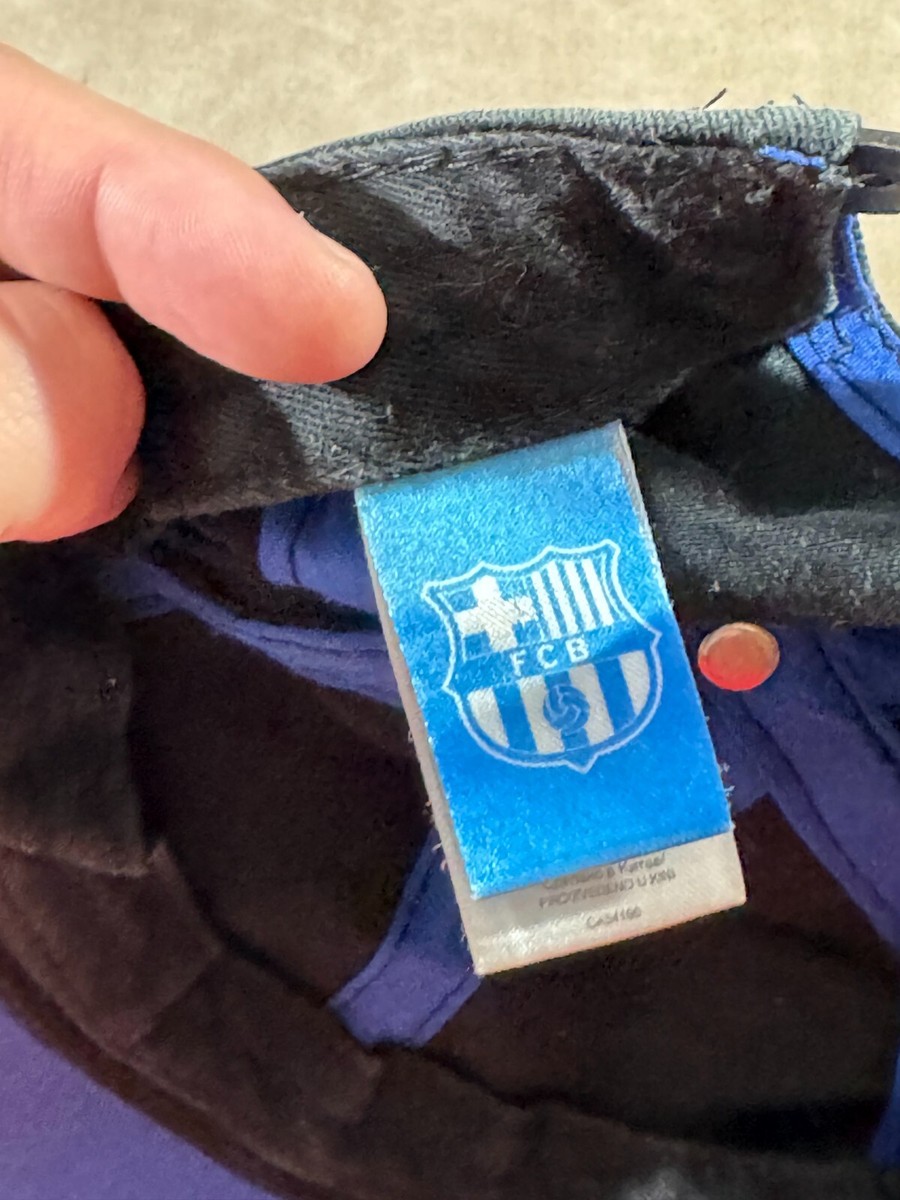 FCB
Сделано в Китае/
PROIZVEDENO U KINI